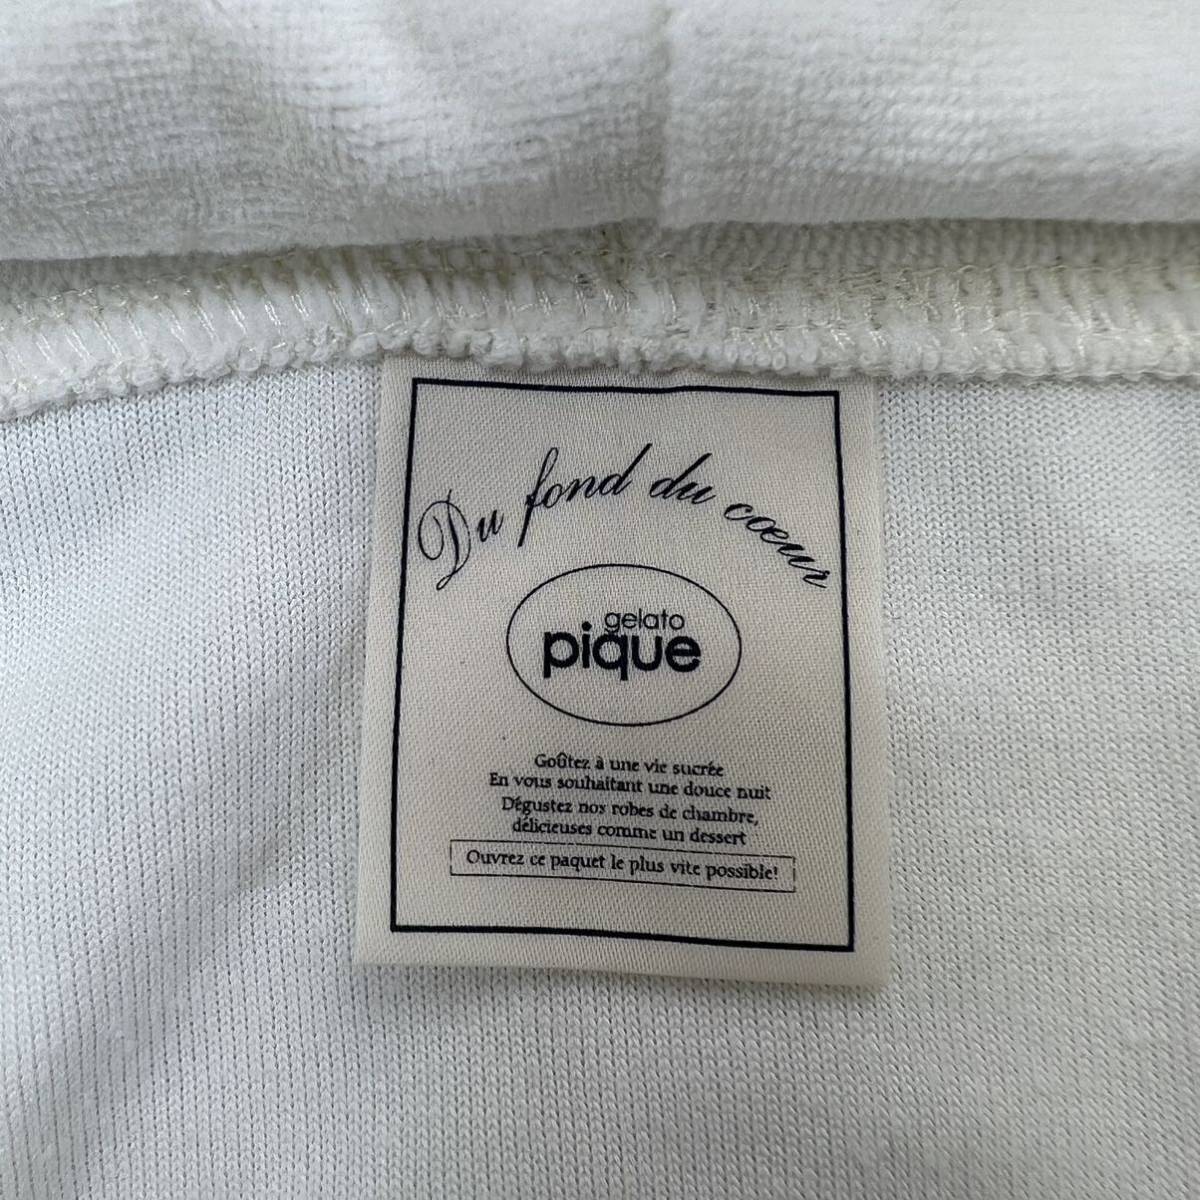 Du fond du cœur
gelato
pique
Goûtez à une vie sucrée
En vous souhaitant une douce nuit
Dégustez nos robes de chambre,
délicieuses comme un dessert
Ouvrez ce paquet le plus vite possible!